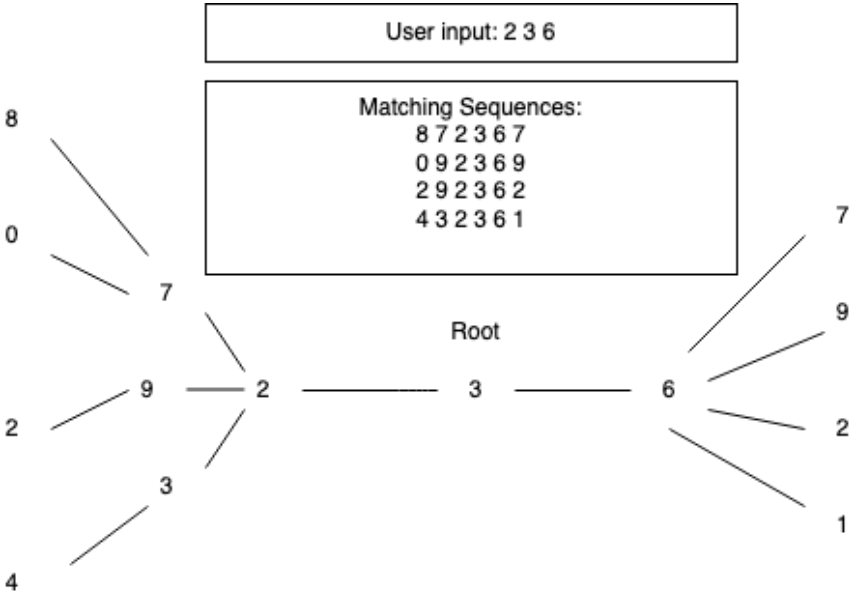 User input: 2 3 6
Matching Sequences:
8 7 2 3 6 7
0 9 2 3 6 9
2 9 2 3 6 2
4 3 2 3 6 1
8
0
7
7
9
Root
9 2 3 6
2
2
3
1
4